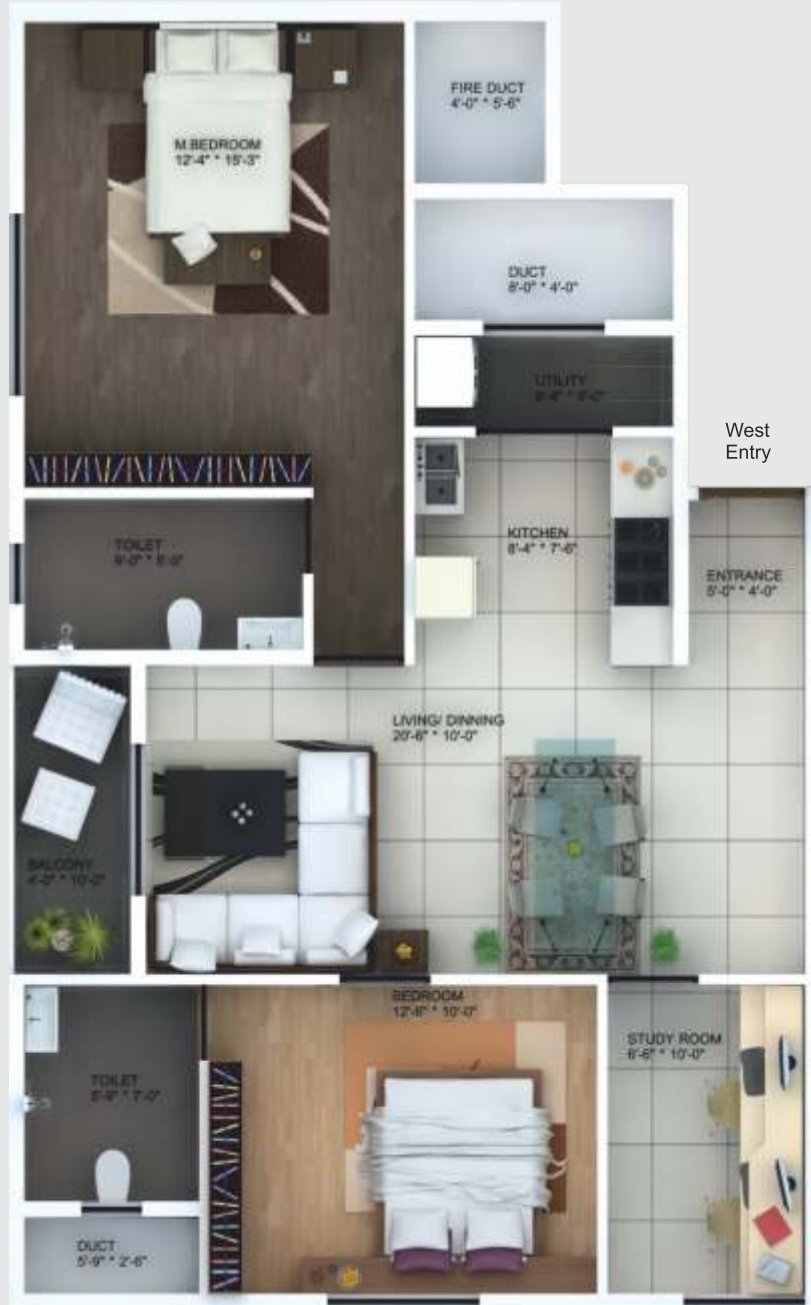 FIRE DUCT
4'-0" * 5'-6"
M.BEDROOM
12'-4" * 15'-3"
DUCT
8'-0" * 4'-0"
UTILITY
West
Entry
KITCHEN
8'-4" * 7'-6"
TOILET
ENTRANCE
5'-0" * 4'-0"
LIVING/ DINNING
20'-6" * 10'-0"
BALCONY
4'-0" * 10'-0"
BEDROOM
12'-6" * 10'-0"
STUDY ROOM
6'-6" * 10'-0"
TOILET
DUCT
5'-9" * 2'-6"